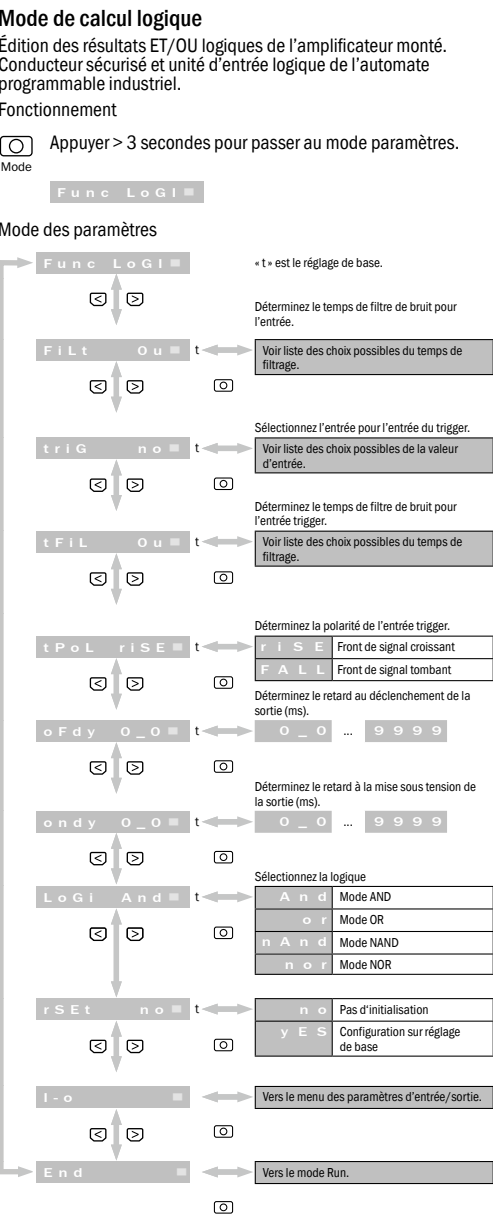 Mode de calcul logique
Édition des résultats ET/OU logiques de l'amplificateur monté.
Conducteur sécurisé et unité d'entrée logique de l'automate
programmable industriel.
Fonctionnement
Appuyer > 3 secondes pour passer au mode paramètres.
Mode
Func LoGI
Mode des paramètres
Func LoGI
« t » est le réglage de base.
Déterminez le temps de filtre de bruit pour
l'entrée.
FiLt 0u t
Voir liste des choix possibles du temps de
filtrage.
Sélectionnez l'entrée pour l'entrée du trigger.
triG no t
Voir liste des choix possibles de la valeur
d'entrée.
Déterminez le temps de filtre de bruit pour
l'entrée trigger.
tFiL 0u t
Voir liste des choix possibles du temps de
filtrage.
Déterminez la polarité de l'entrée trigger.
tPoL riSE t
riSE Front de signal croissant
FALL Front de signal tombant
Déterminez le retard au déclenchement de la
sortie (ms).
oFdy 0_0 t
0_0 ... 9999
Déterminez le retard à la mise sous tension de
la sortie (ms).
ondy 0_0 t
0_0 ... 9999
Sélectionnez la logique
LoGi And t
And Mode AND
or Mode OR
nAnd Mode NAND
nor Mode NOR
rSEt no t
no Pas d'initialisation
yES Configuration sur réglage
de base
I-o
Vers le menu des paramètres d'entrée/sortie.
End
Vers le mode Run.